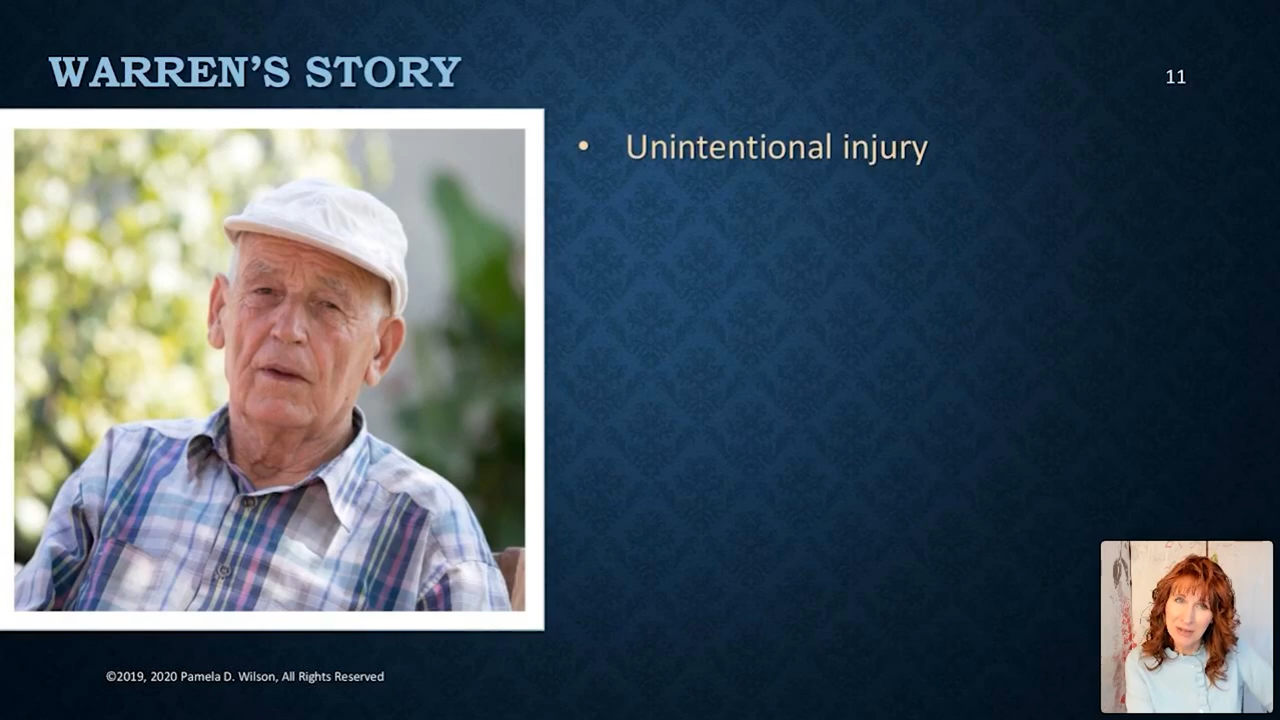 WARREN’S STORY
11
• Unintentional injury
©2019, 2020 Pamela D. Wilson, All Rights Reserved